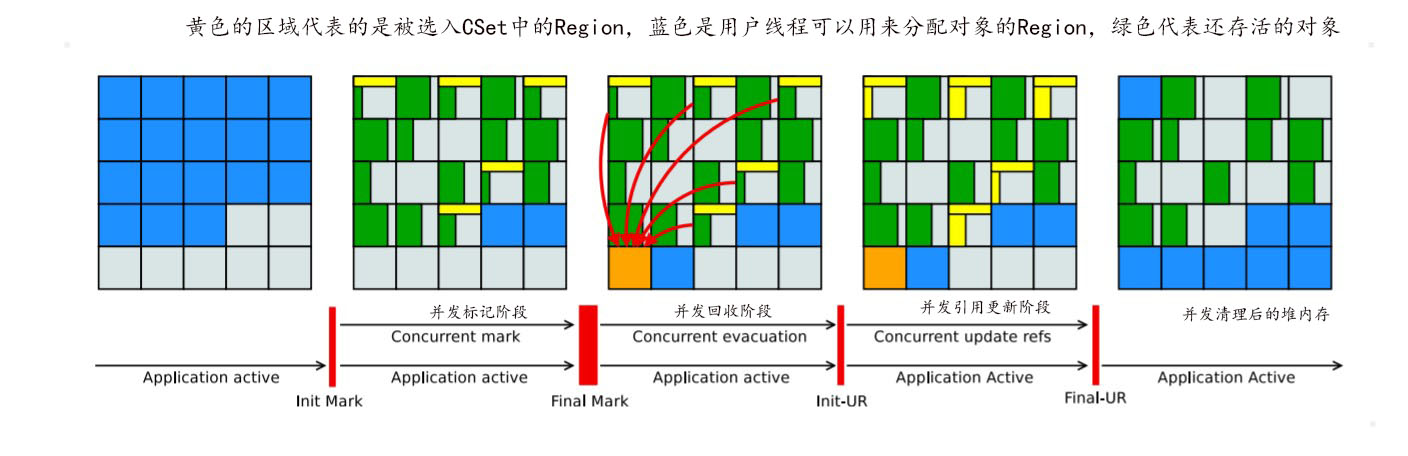 黄色的区域代表的是被选入CSet中的Region，蓝色是用户线程可以用来分配对象的Region，绿色代表还存活的对象
并发标记阶段
并发回收阶段
并发引用更新阶段
并发清理后的堆内存
Concurrent mark
Concurrent evacuation
Concurrent update refs
Application active
Application active
Application active
Application Active
Application Active
Init Mark
Final Mark
Init-UR
Final-UR